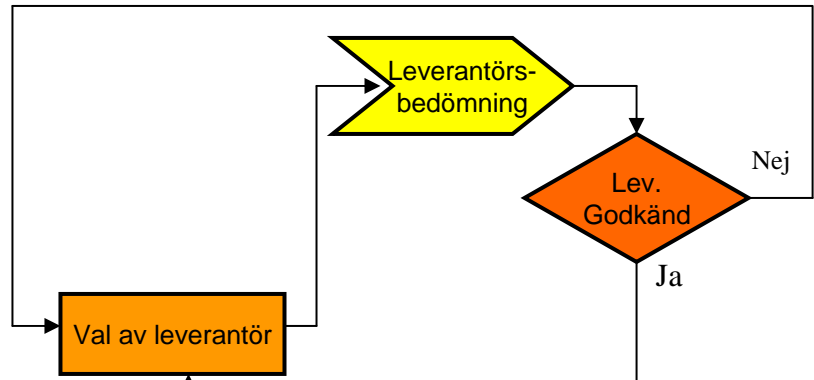 Leverantörs-
bedömning
Nej
Lev.
Godkänd
Ja
Val av leverantör